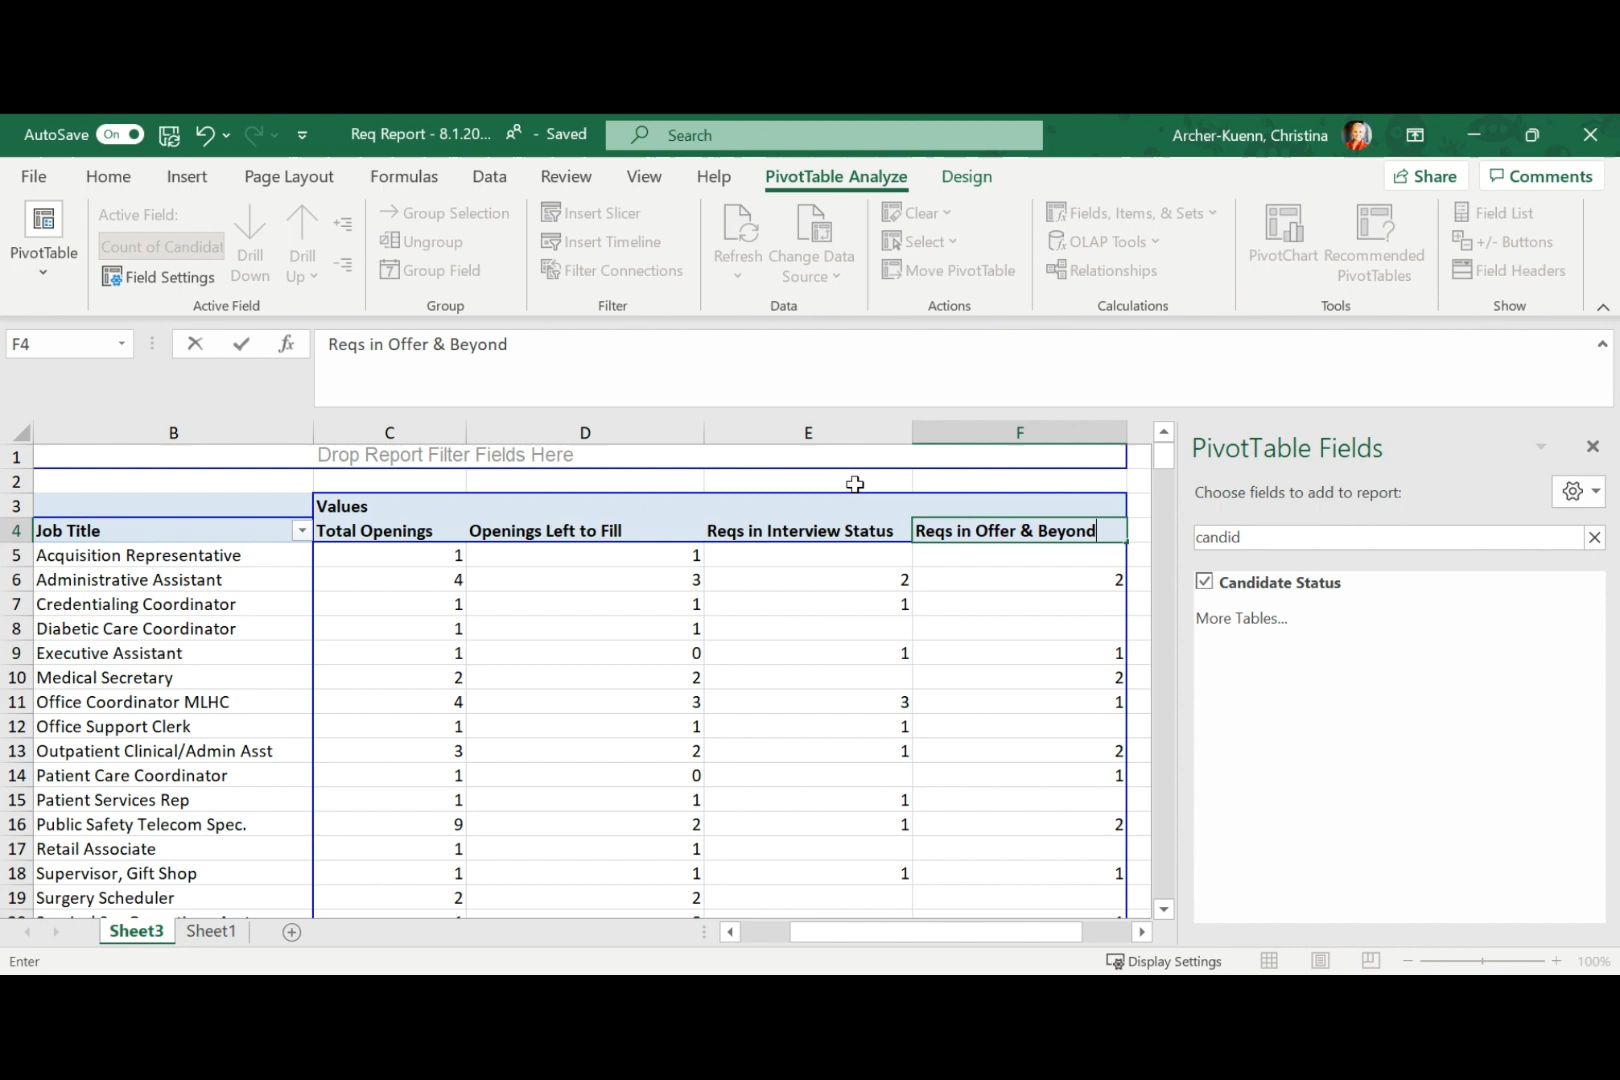 AutoSave On Req Report - 8.1.20... - Saved Search Archer-Kuenn, Christina
File Home Insert Page Layout Formulas Data Review View Help PivotTable Analyze Design Share Comments
PivotTable
Active Field:
Count of Candidat
Field Settings
Drill Down
Drill Up
Active Field
Group Selection
Ungroup
Group Field
Group
Insert Slicer
Insert Timeline
Filter Connections
Filter
Refresh
Change Data Source
Data
Clear
Select
Move PivotTable
Actions
Fields, Items, & Sets
OLAP Tools
Relationships
Calculations
PivotChart
Recommended PivotTables
Tools
Field List
+/- Buttons
Field Headers
Show
F4 fx Reqs in Offer & Beyond
B C D E F
1 Drop Report Filter Fields Here
2
3 Values
4 Job Title Total Openings Openings Left to Fill Reqs in Interview Status Reqs in Offer & Beyond
5 Acquisition Representative 1 1
6 Administrative Assistant 4 3 2 2
7 Credentialing Coordinator 1 1 1
8 Diabetic Care Coordinator 1 1
9 Executive Assistant 1 0 1 1
10 Medical Secretary 2 2 2
11 Office Coordinator MLHC 4 3 3 1
12 Office Support Clerk 1 1 1
13 Outpatient Clinical/Admin Asst 3 2 1 2
14 Patient Care Coordinator 1 0 1
15 Patient Services Rep 1 1 1
16 Public Safety Telecom Spec. 9 2 1 2
17 Retail Associate 1 1
18 Supervisor, Gift Shop 1 1 1 1
19 Surgery Scheduler 2 2
PivotTable Fields
Choose fields to add to report:
candid
Candidate Status
More Tables...
Sheet3 Sheet1
Enter Display Settings 100%